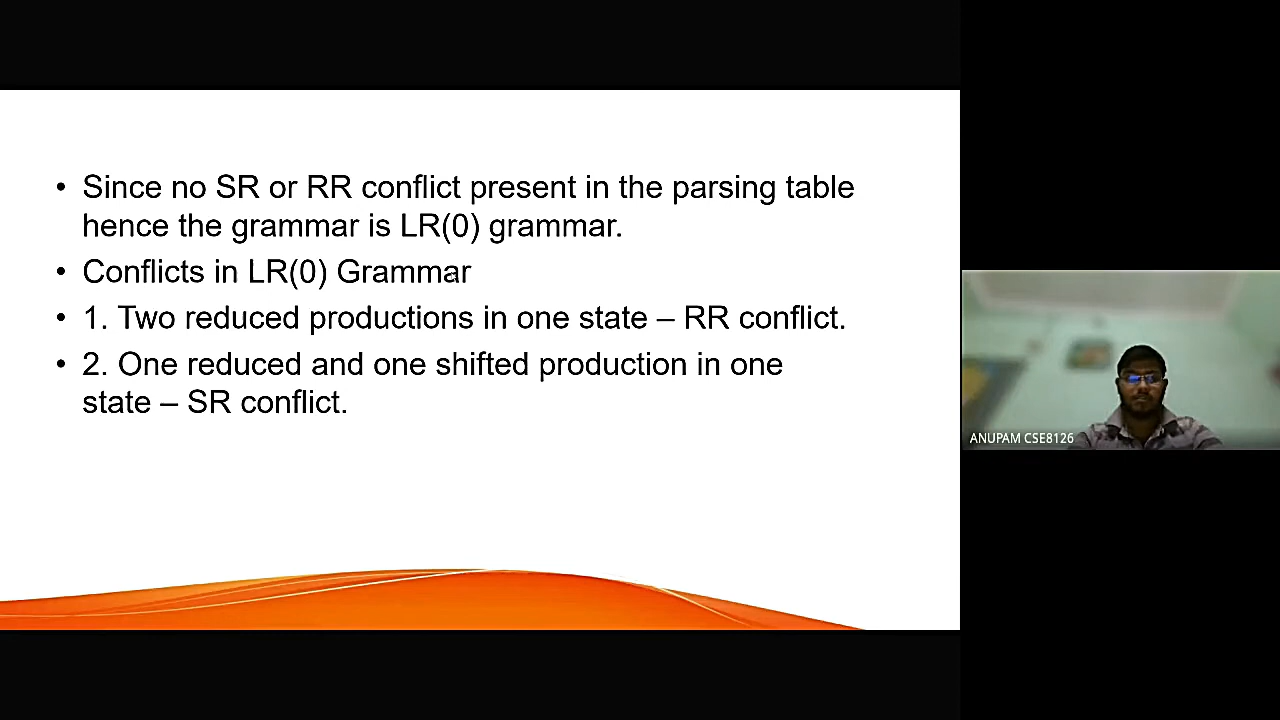 • Since no SR or RR conflict present in the parsing table
hence the grammar is LR(0) grammar.
• Conflicts in LR(0) Grammar
• 1. Two reduced productions in one state – RR conflict.
• 2. One reduced and one shifted production in one
state – SR conflict.
ANUPAM CSE8126